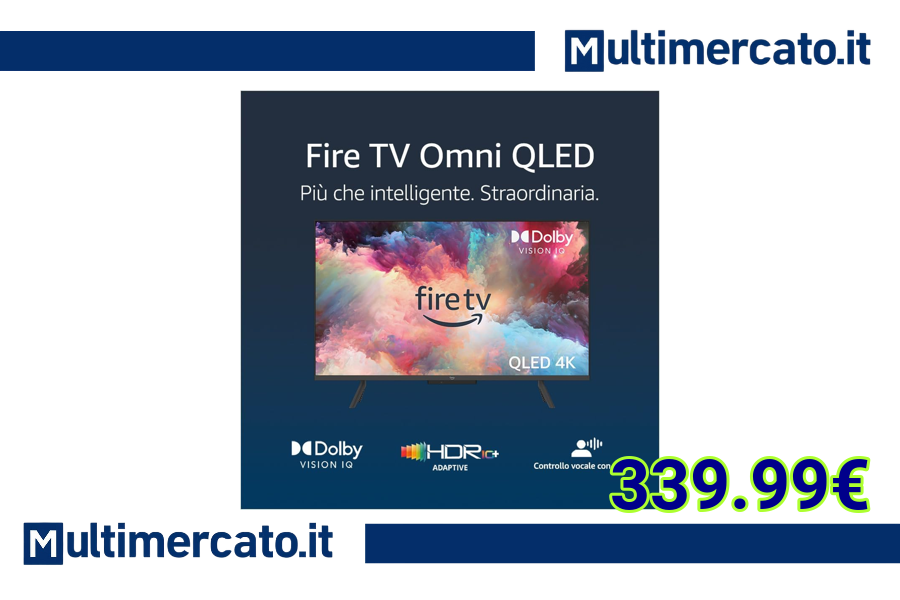 Multimercato.it
Fire TV Omni QLED
Più che intelligente. Straordinaria.
Dolby
VISION IQ
fire tv
QLED 4K
Dolby
VISION IQ
HDR10+
ADAPTIVE
Controllo vocale con
339.99€
Multimercato.it